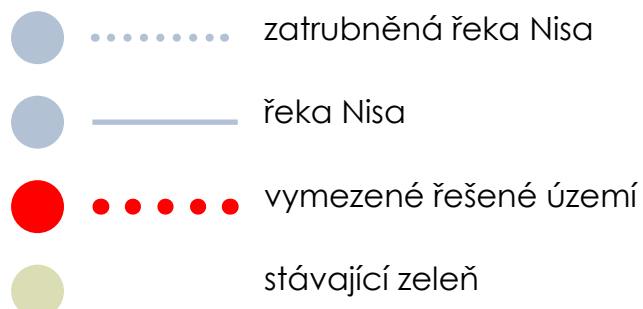 zatrubněná řeka Nisa
řeka Nisa
vymezené řešené území
stávající zeleň